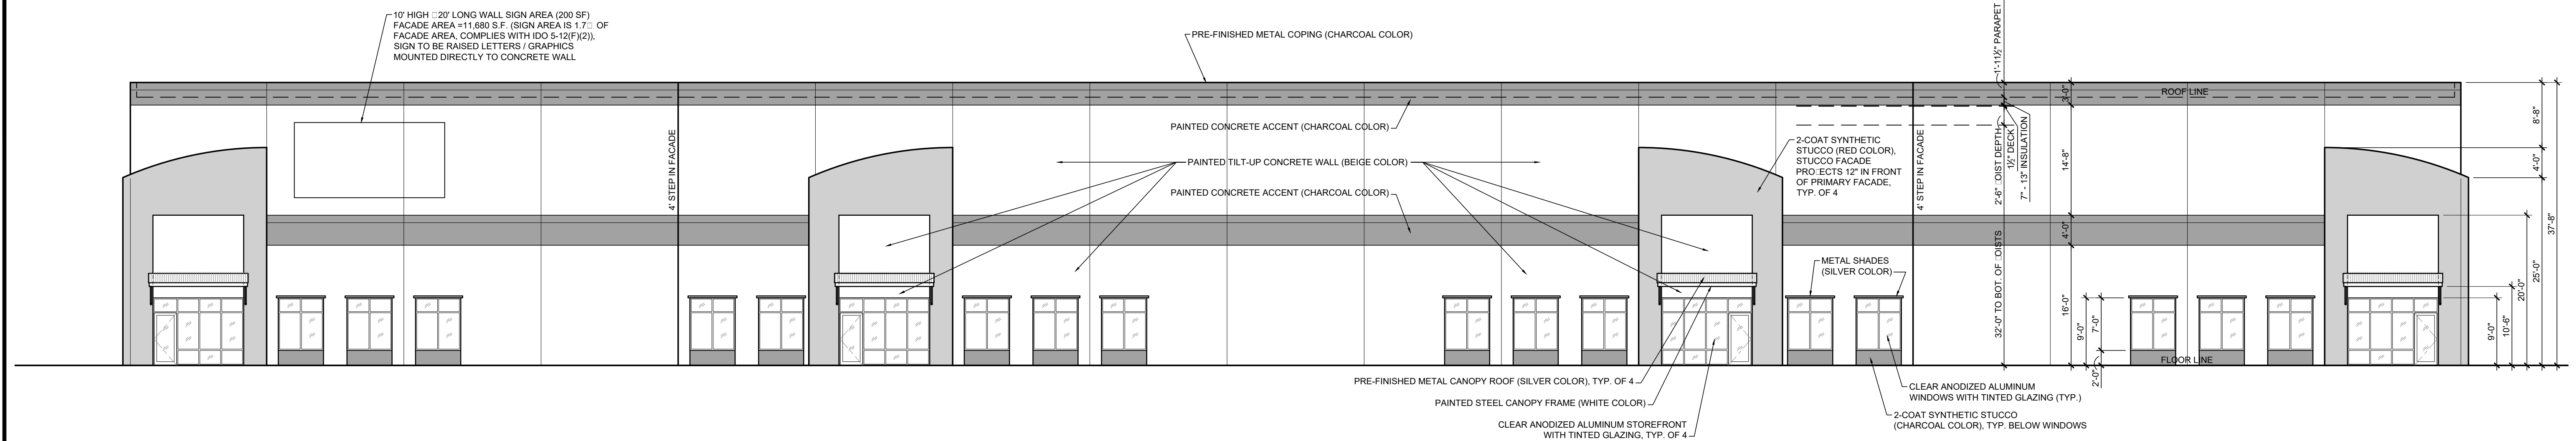 10' HIGH □20' LONG WALL SIGN AREA (200 SF)
FACADE AREA =11,680 S.F. (SIGN AREA IS 1.7□ OF
FACADE AREA, COMPLIES WITH IDO 5-12(F)(2)),
SIGN TO BE RAISED LETTERS / GRAPHICS
MOUNTED DIRECTLY TO CONCRETE WALL
PRE-FINISHED METAL COPING (CHARCOAL COLOR)
1'-11½" PARAPET
ROOF LINE
3'-0"
8'-8"
PAINTED CONCRETE ACCENT (CHARCOAL COLOR)
4' STEP IN FACADE
PAINTED TILT-UP CONCRETE WALL (BEIGE COLOR)
PAINTED CONCRETE ACCENT (CHARCOAL COLOR)
2-COAT SYNTHETIC
STUCCO (RED COLOR),
STUCCO FACADE
PRO□ECTS 12" IN FRONT
OF PRIMARY FACADE,
TYP. OF 4
4' STEP IN FACADE
2'-6" □OIST DEPTH
1½" DECK
7" - 13" INSULATION
14'-8"
4'-0"
4'-0"
32'-0" TO BOT. OF □OISTS
METAL SHADES
(SILVER COLOR)
16'-0"
9'-0"
7'-0"
2'-0"
FLOOR LINE
9'-0"
10'-6"
20'-0"
25'-0"
37'-8"
PRE-FINISHED METAL CANOPY ROOF (SILVER COLOR), TYP. OF 4
PAINTED STEEL CANOPY FRAME (WHITE COLOR)
CLEAR ANODIZED ALUMINUM STOREFRONT
WITH TINTED GLAZING, TYP. OF 4
CLEAR ANODIZED ALUMINUM
WINDOWS WITH TINTED GLAZING (TYP.)
2-COAT SYNTHETIC STUCCO
(CHARCOAL COLOR), TYP. BELOW WINDOWS